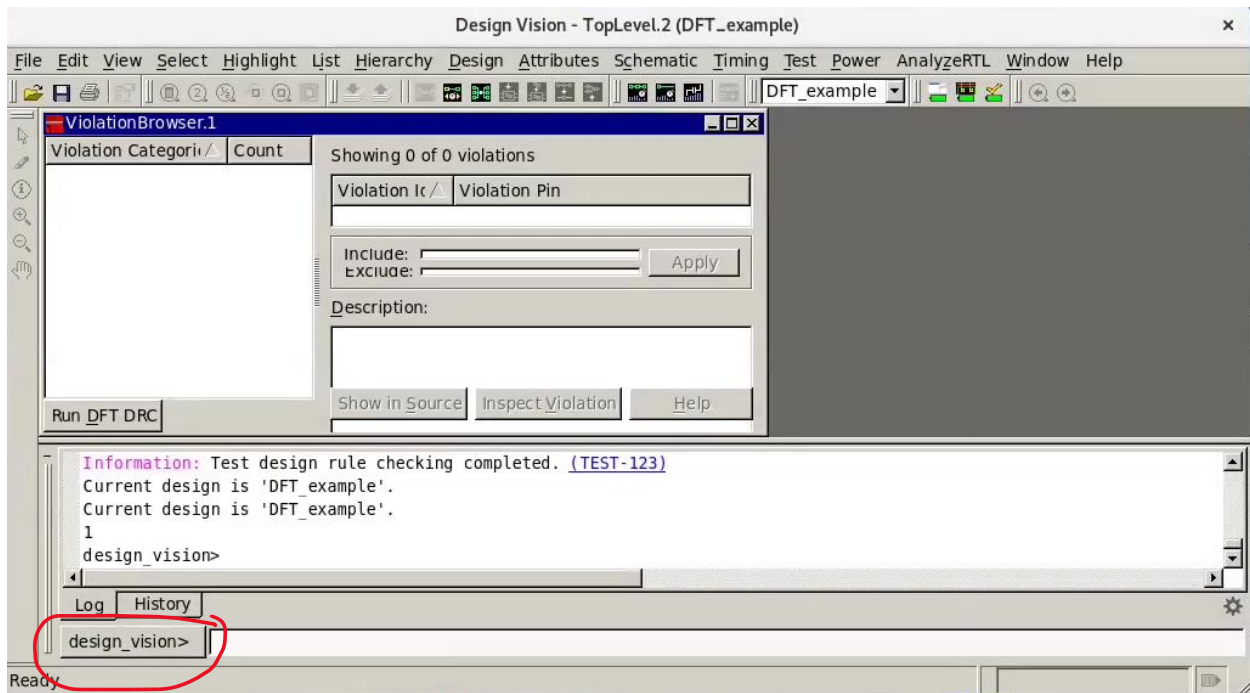 Design Vision - TopLevel.2 (DFT_example)
File Edit View Select Highlight List Hierarchy Design Attributes Schematic Timing Test Power AnalyzeRTL Window Help
DFT_example
ViolationBrowser.1
Violation Categori Count
Showing 0 of 0 violations
Violation Ic Violation Pin
Include:
Exclude:
Apply
Description:
Show in Source Inspect Violation Help
Run DFT DRC
Information: Test design rule checking completed. (TEST-123)
Current design is 'DFT_example'.
Current design is 'DFT_example'.
1
design_vision>
Log History
design_vision>
Ready